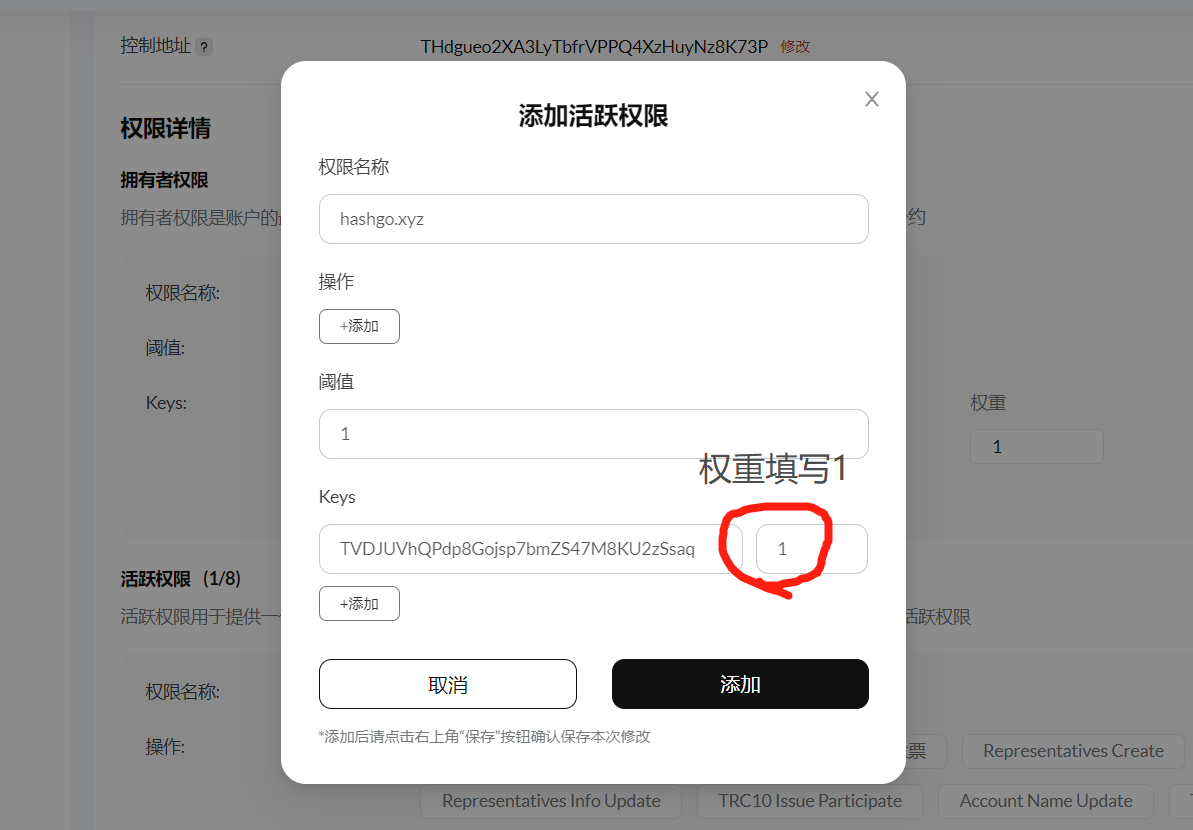 控制地址 ?
THdgueo2XA3LyTbfrVPPQ4XzHuyNz8K73P 修改
添加活跃权限
X
权限详情
权限名称
拥有者权限
hashgo.xyz
拥有者权限是账户的
约
操作
权限名称:
+添加
阈值:
阈值
Keys:
权重
1
1
权重填写1
Keys
TVDJUVhQPdp8Gojsp7bmZS47M8KU2zSsaq
1
活跃权限 (1/8)
+添加
活跃权限用于提供一
活跃权限
取消
添加
权限名称:
*添加后请点击右上角“保存”按钮确认保存本次修改
操作:
票
Representatives Create
Representatives Info Update
TRC10 Issue Participate
Account Name Update